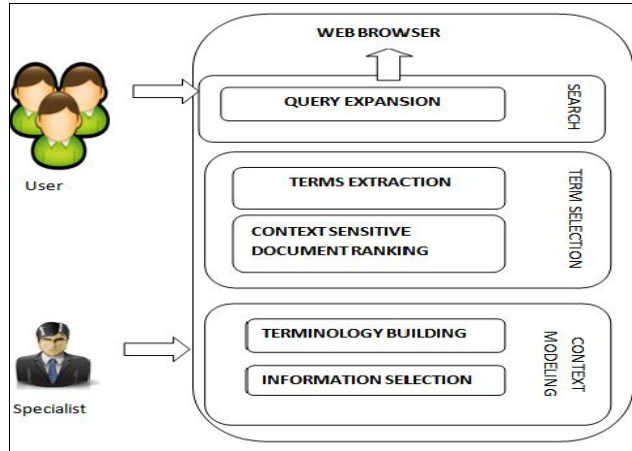 WEB BROWSER
QUERY EXPANSION
SEARCH
User
TERMS EXTRACTION
CONTEXT SENSITIVE
DOCUMENT RANKING
TERM SELECTION
TERMINOLOGY BUILDING
INFORMATION SELECTION
CONTEXT
MODELING
Specialist